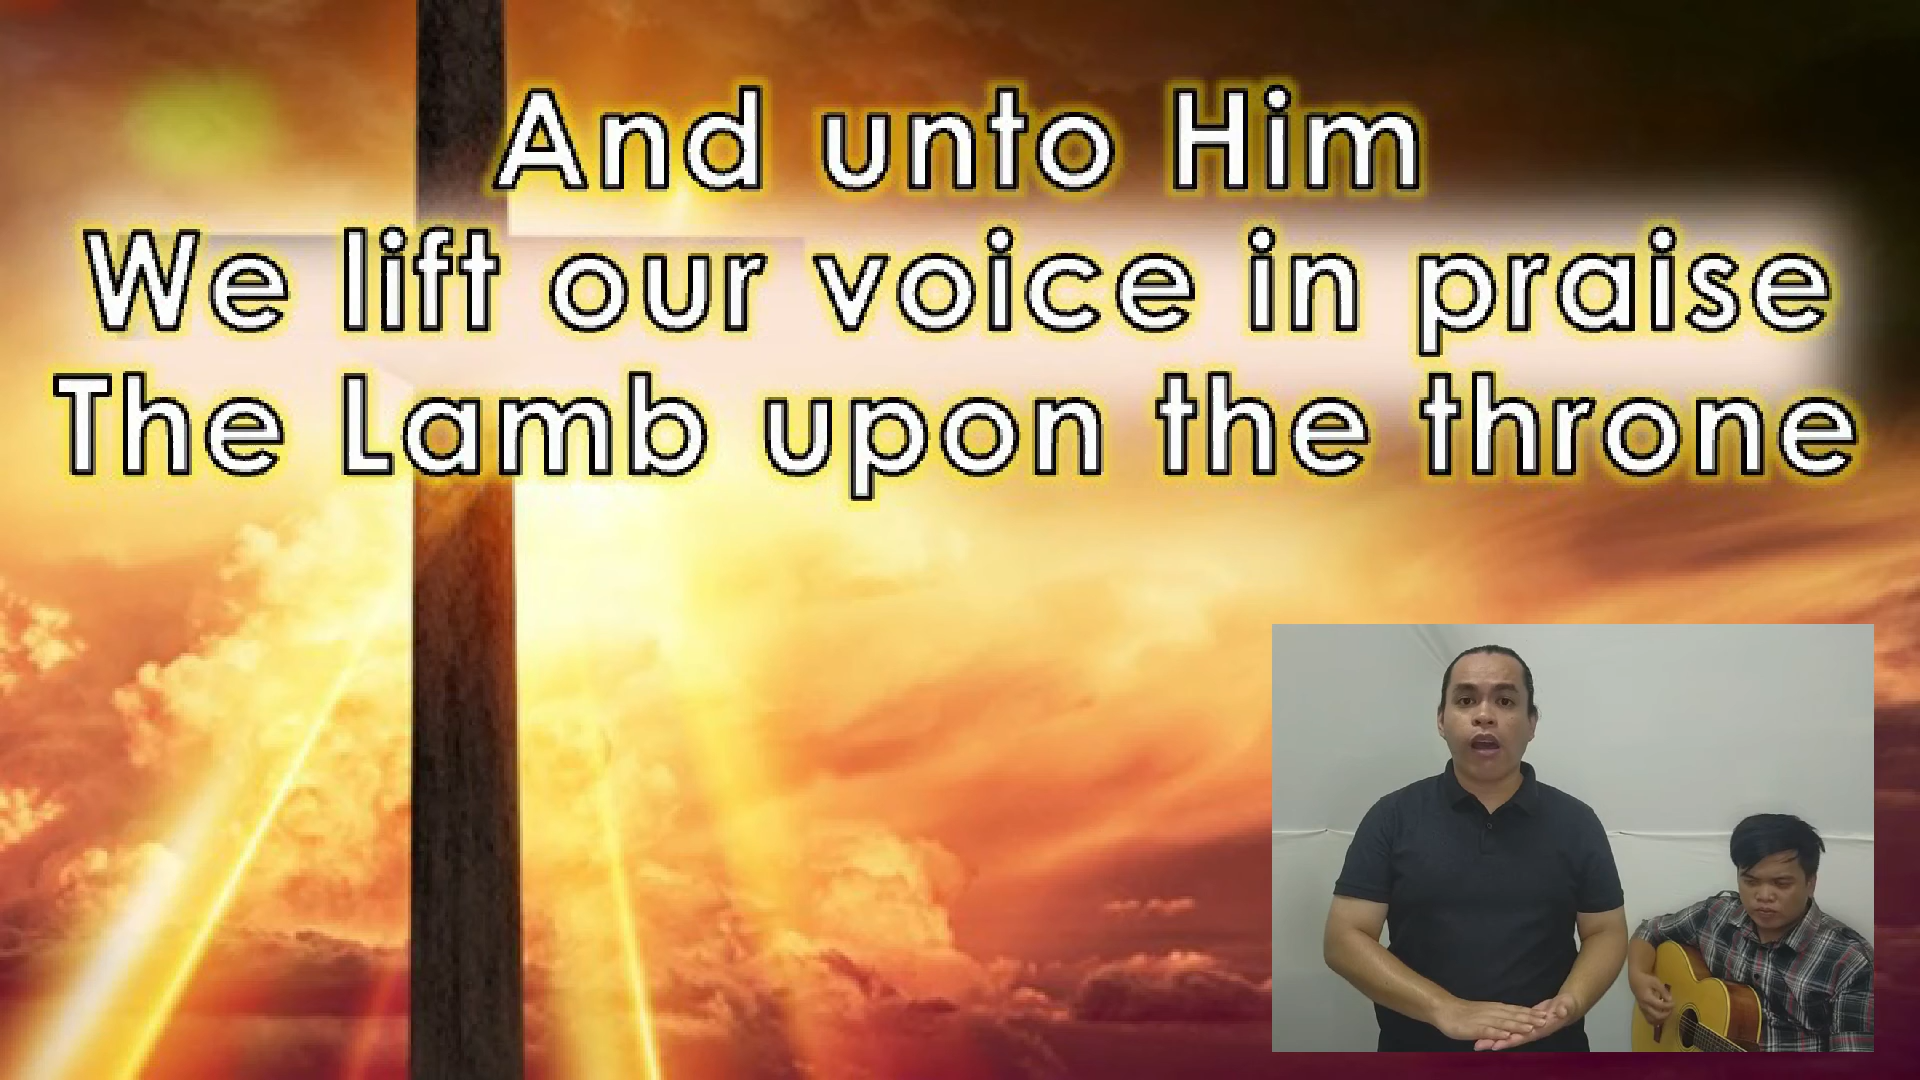 And unto Him
We lift our voice in praise
The Lamb upon the throne